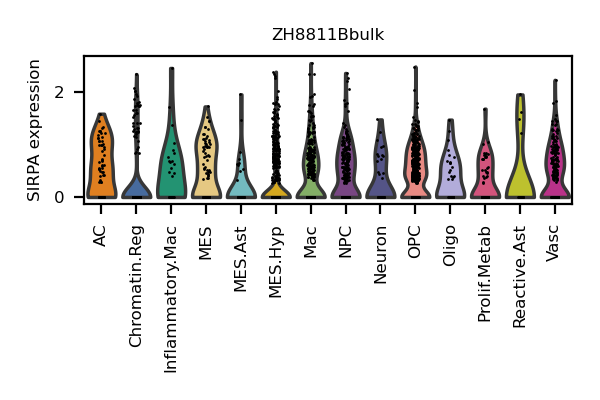 ZH8811Bbulk
SIRPA expression
2
0
AC
Chromatin.Reg
Inflammatory.Mac
MES
MES.Ast
MES.Hyp
Mac
NPC
Neuron
OPC
Oligo
Prolif.Metab
Reactive.Ast
Vasc